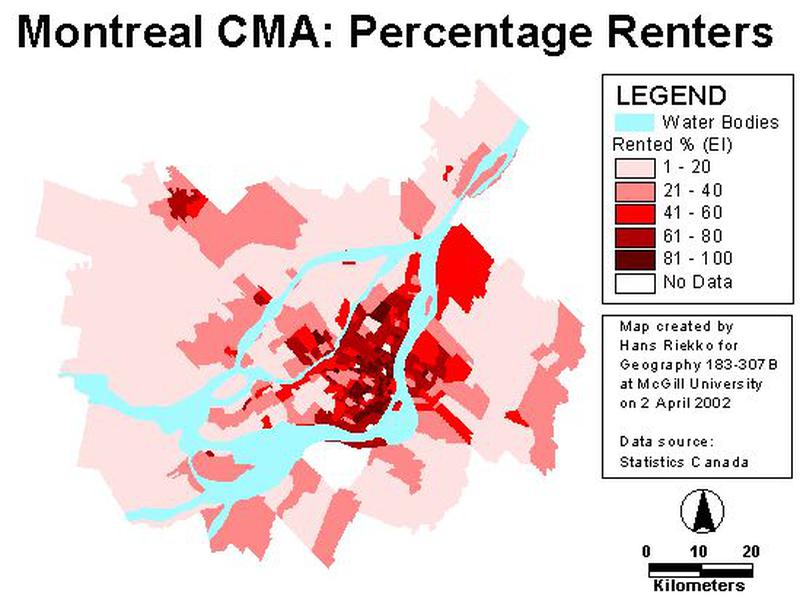 Montreal CMA: Percentage Renters
LEGEND
Water Bodies
Rented % (EI)
1 - 20
21 - 40
41 - 60
61 - 80
81 - 100
No Data
Map created by
Hans Riekko for
Geography 183-307B
at McGill University
on 2 April 2002
Data source:
Statistics Canada
0 10 20
Kilometers